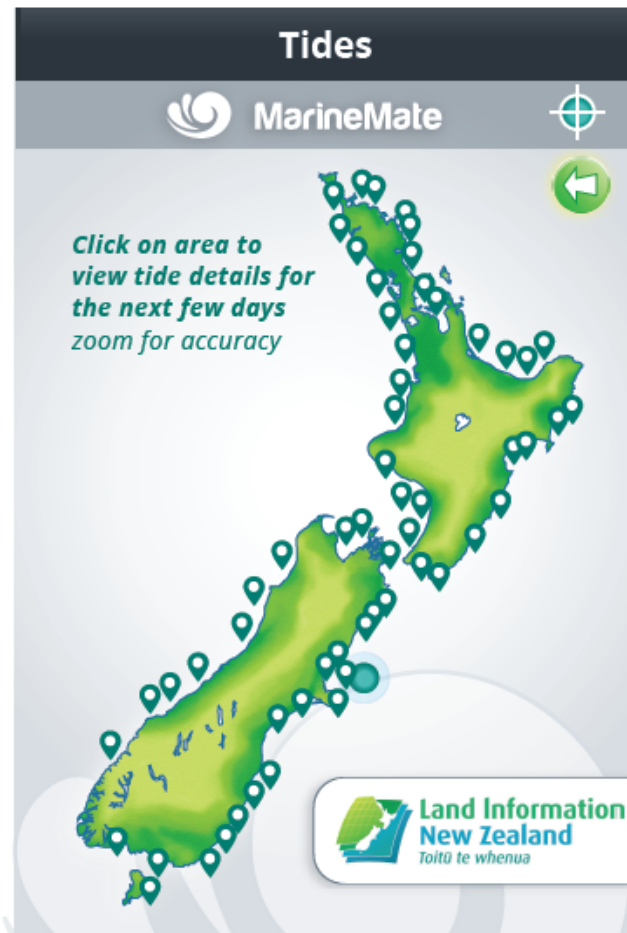 Tides
MarineMate
Click on area to
view tide details for
the next few days
zoom for accuracy
Land Information
New Zealand
Toitū te whenua